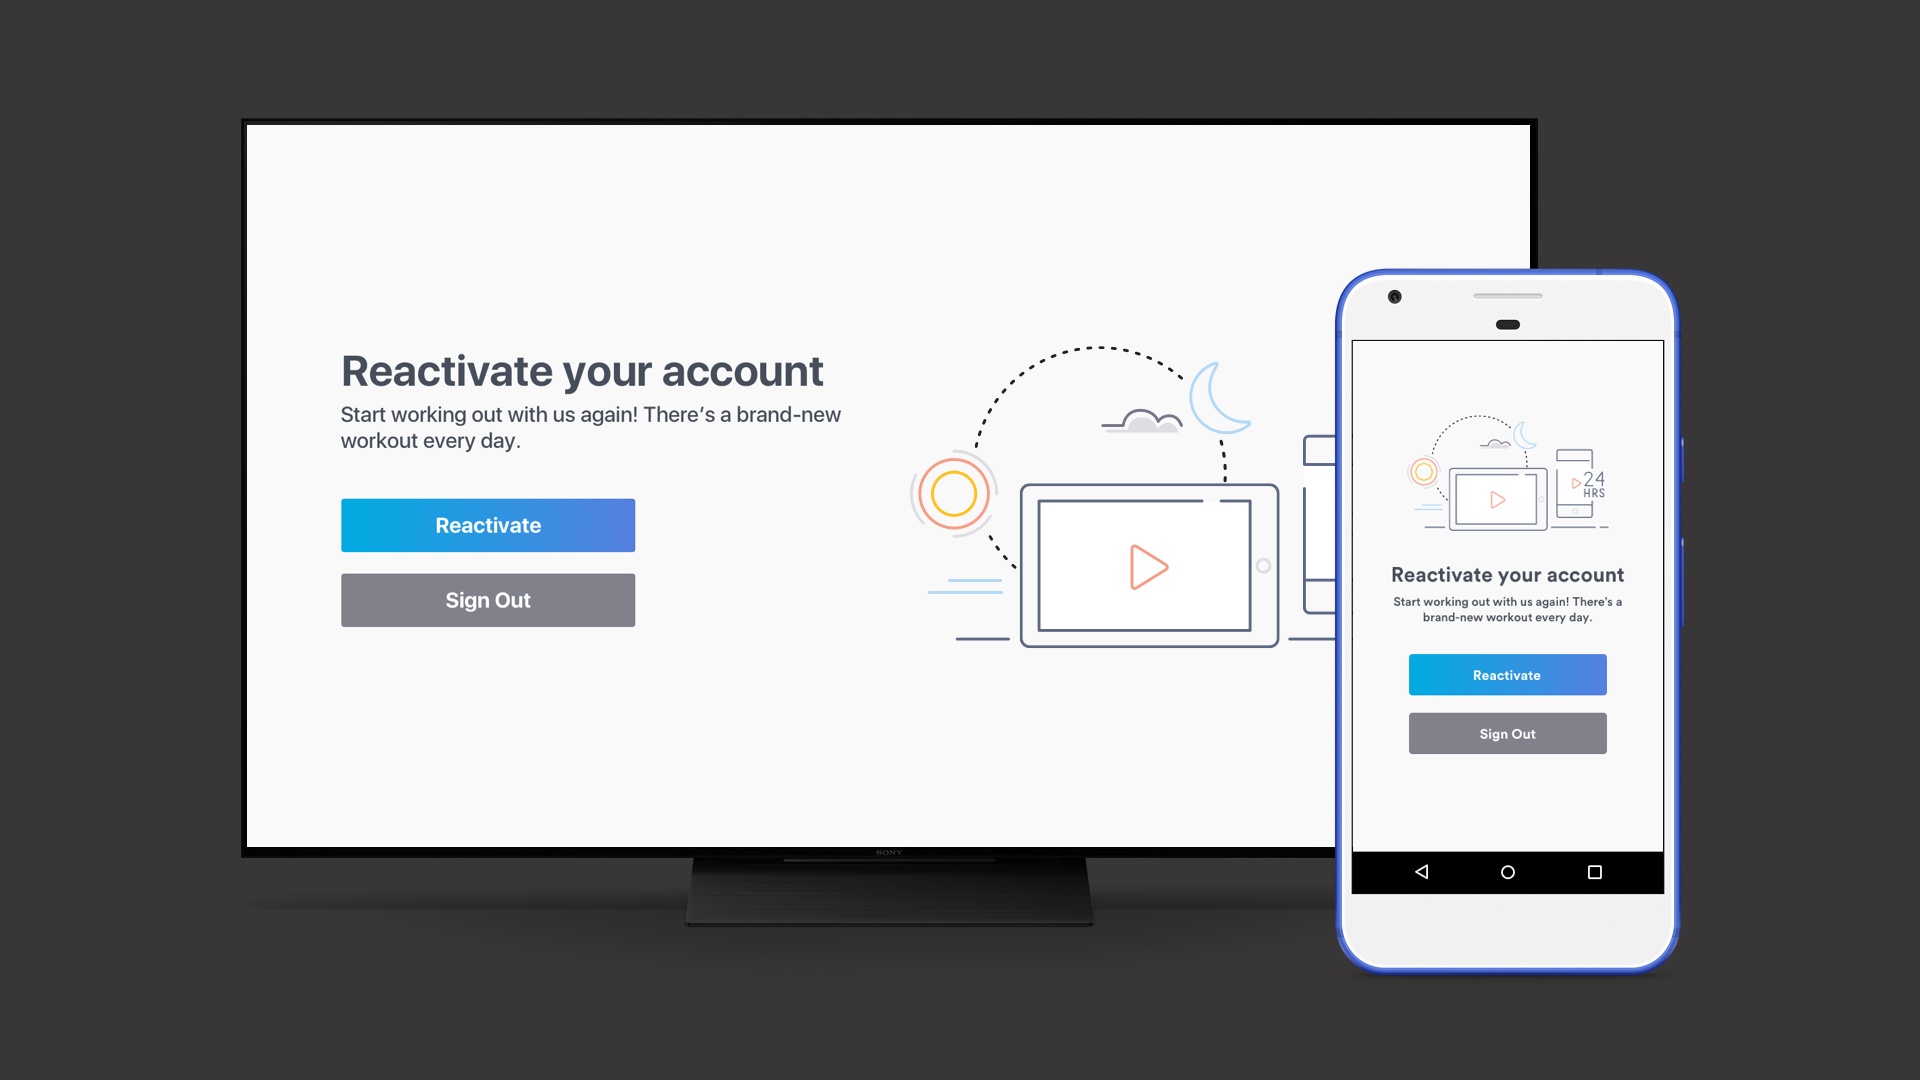 Reactivate your account
Start working out with us again! There's a brand-new
workout every day.
Reactivate
Sign Out
SONY
24
HRS
Reactivate your account
Start working out with us again! There's a
brand-new workout every day.
Reactivate
Sign Out